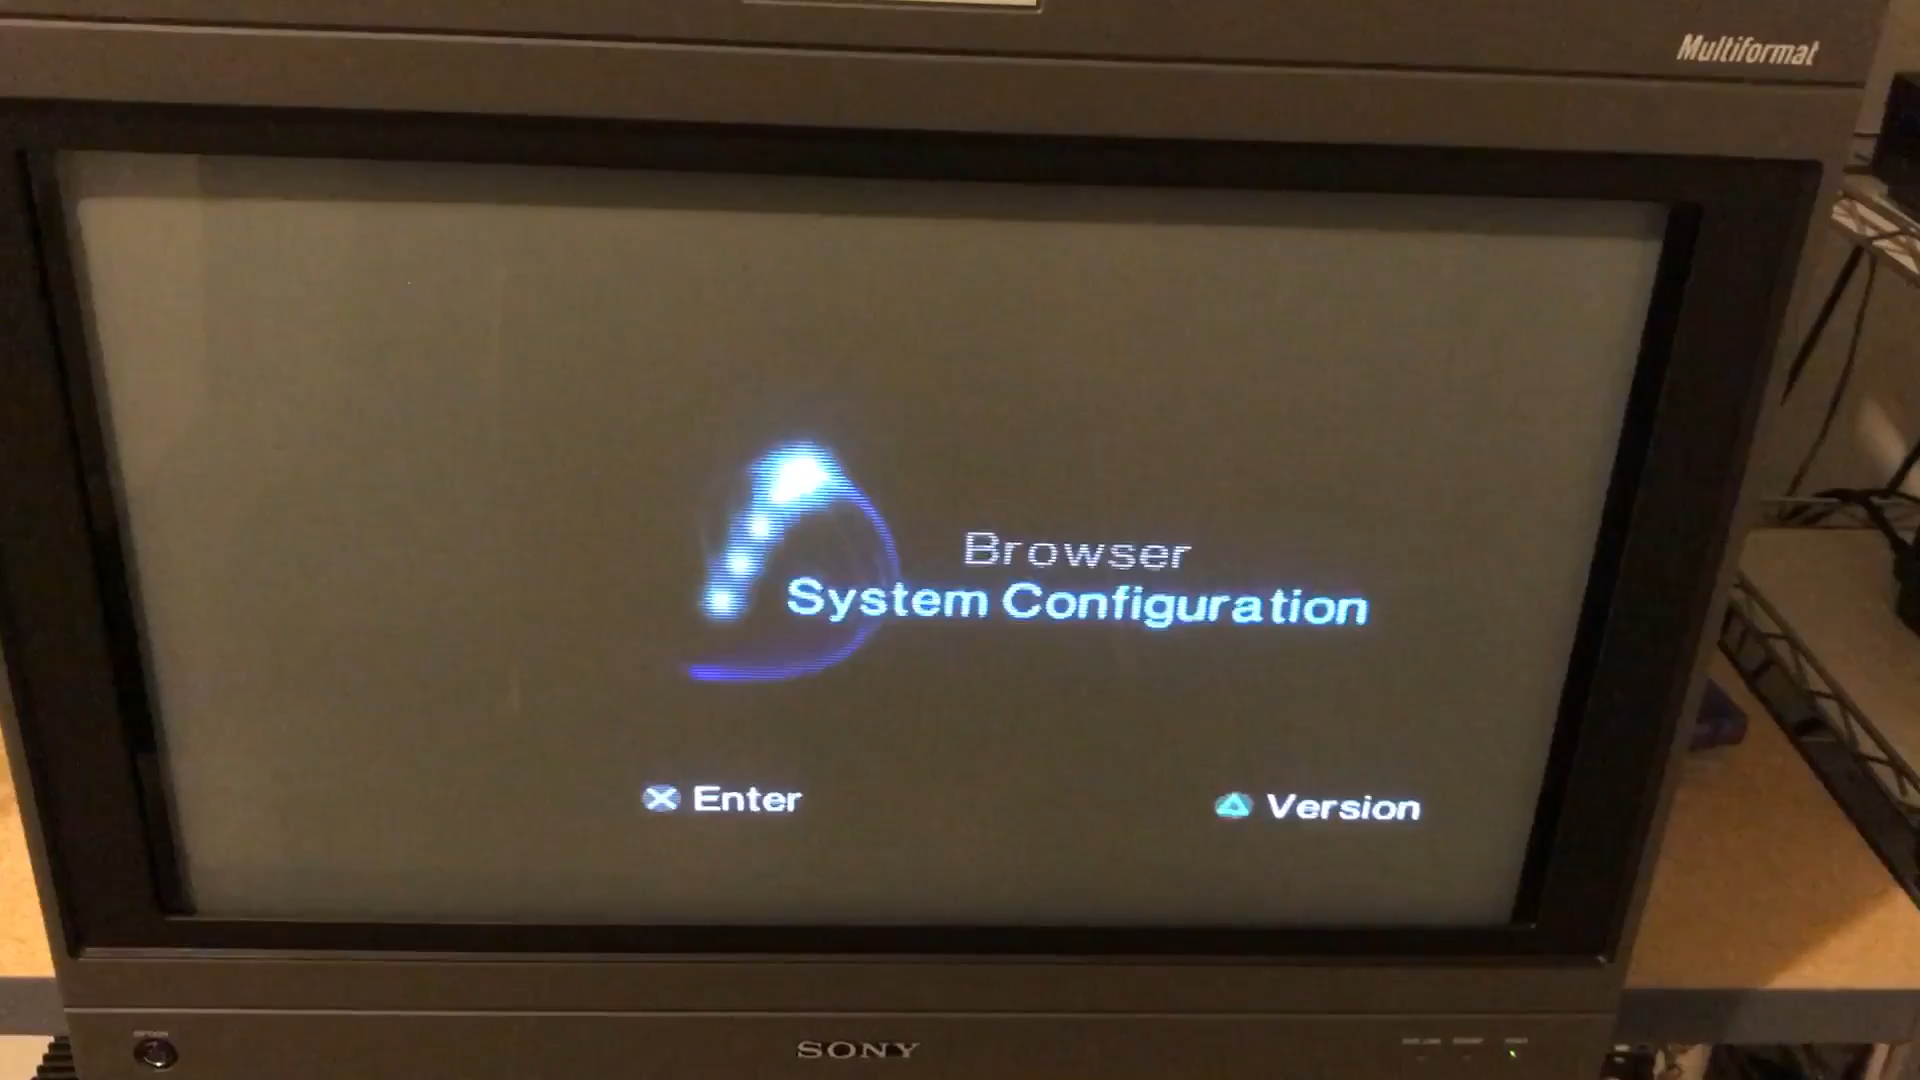 Multiformat
Browser
System Configuration
Enter
Version
SONY